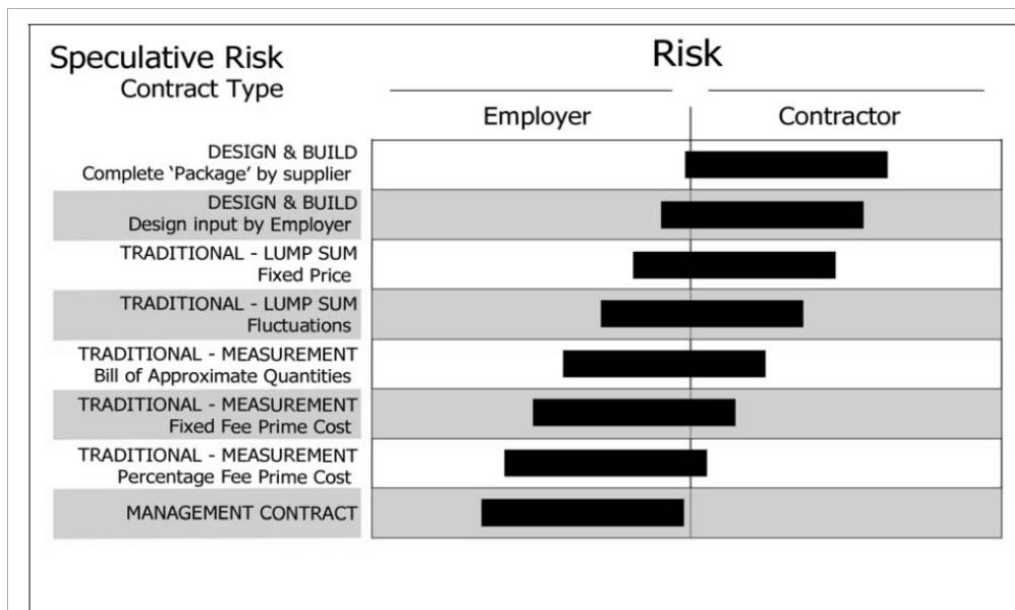 Speculative Risk
Contract Type
Risk
Employer
Contractor
DESIGN & BUILD
Complete ‘Package’ by supplier
DESIGN & BUILD
Design input by Employer
TRADITIONAL - LUMP SUM
Fixed Price
TRADITIONAL - LUMP SUM
Fluctuations
TRADITIONAL - MEASUREMENT
Bill of Approximate Quantities
TRADITIONAL - MEASUREMENT
Fixed Fee Prime Cost
TRADITIONAL - MEASUREMENT
Percentage Fee Prime Cost
MANAGEMENT CONTRACT